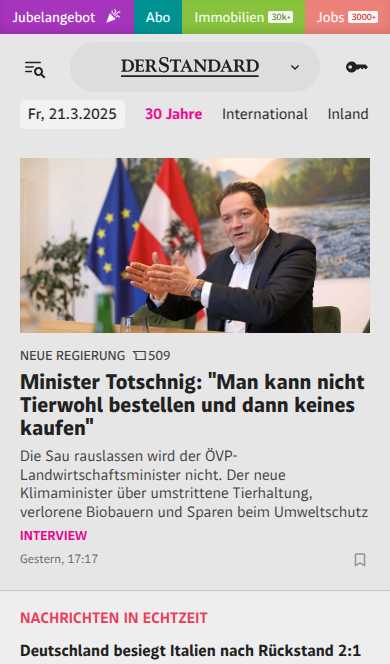 Jubelangebot Abo Immobilien 30k+ Jobs 3000+
DERSTANDARD
Fr, 21.3.2025 30 Jahre International Inland
NEUE REGIERUNG 509
Minister Totschnig: "Man kann nicht
Tierwohl bestellen und dann keines
kaufen"
Die Sau rauslassen wird der ÖVP-
Landwirtschaftsminister nicht. Der neue
Klimaminister über umstrittene Tierhaltung,
verlorene Biobauern und Sparen beim Umweltschutz
INTERVIEW
Gestern, 17:17
NACHRICHTEN IN ECHTZEIT
Deutschland besiegt Italien nach Rückstand 2:1